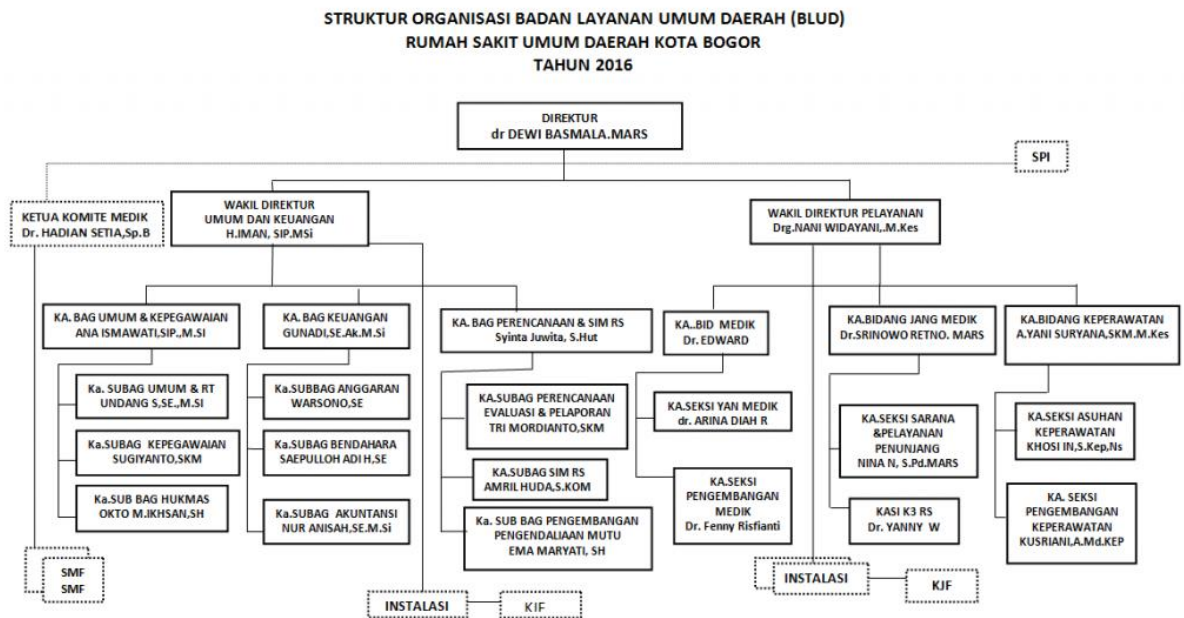 STRUKTUR ORGANISASI BADAN LAYANAN UMUM DAERAH (BLUD)
RUMAH SAKIT UMUM DAERAH KOTA BOGOR
TAHUN 2016
DIREKTUR
dr DEWI BASMALA.MARS
SPI
KETUA KOMITE MEDIK
Dr. HADIAN SETIA,Sp.B
WAKIL DIREKTUR
UMUM DAN KEUANGAN
H.IMAN, SIP.MSi
WAKIL DIREKTUR PELAYANAN
Drg.NANI WIDAYANI,.M.Kes
KA. BAG UMUM & KEPEGAWAIAN
ANA ISMAWATI,SIP.,M.SI
KA. BAG KEUANGAN
GUNADI,SE.Ak.M.Si
KA. BAG PERENCANAAN & SIM RS
Syinta Juwita, S.Hut
KA..BID MEDIK
Dr. EDWARD
KA.BIDANG JANG MEDIK
Dr.SRINOWO RETNO. MARS
KA.BIDANG KEPERAWATAN
A.YANI SURYANA,SKM.M.Kes
Ka. SUBAG UMUM & RT
UNDANG S,SE.,M.SI
Ka.SUBAG KEPEGAWAIAN
SUGIYANTO,SKM
Ka.SUB BAG HUKMAS
OKTO M.IKHSAN,SH
Ka.SUBBAG ANGGARAN
WARSONO,SE
Ka.SUBAG BENDAHARA
SAEPULLOH ADI H,SE
Ka.SUBAG AKUNTANSI
NUR ANISAH,SE.M.Si
KA.SUBAG PERENCANAAN
EVALUASI & PELAPORAN
TRI MORDIANTO,SKM
KA.SUBAG SIM RS
AMRIL HUDA,S.KOM
Ka. SUB BAG PENGEMBANGAN
PENGENDALIAAN MUTU
EMA MARYATI, SH
KA.SEKSI YAN MEDIK
dr. ARINA DIAH R
KA.SEKSI
PENGEMBANGAN
MEDIK
Dr. Fenny Risfianti
KA.SEKSI SARANA
&PELAYANAN
PENUNJANG
NINA N, S.Pd.MARS
KASI K3 RS
Dr. YANNY W
KA.SEKSI ASUHAN
KEPERAWATAN
KHOSI IN,S.Kep,Ns
KA. SEKSI
PENGEMBANGAN
KEPERAWATAN
KUSRIANI,A.Md.KEP
SMF
SMF
INSTALASI
KJF
INSTALASI
KJF